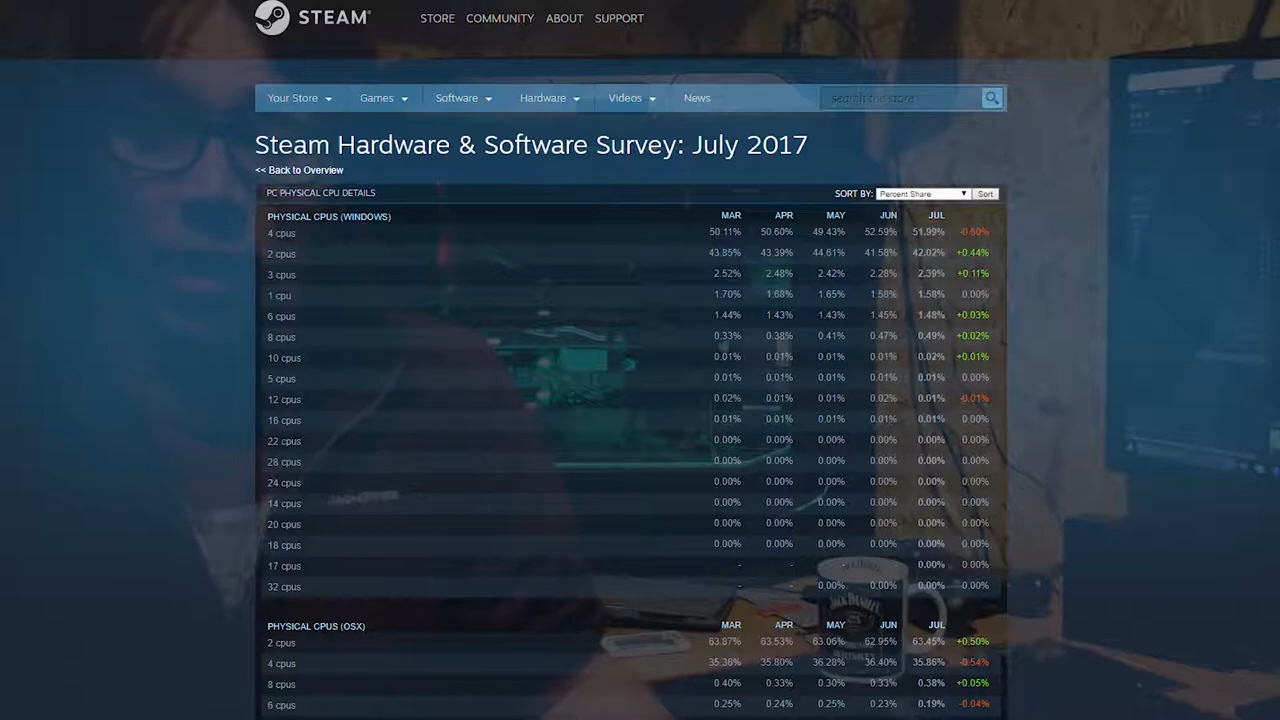 STEAM®
STORE COMMUNITY ABOUT SUPPORT
Your Store Games Software Hardware Videos News search the store
Steam Hardware & Software Survey: July 2017
<< Back to Overview
PC PHYSICAL CPU DETAILS SORT BY: Percent Share Sort
PHYSICAL CPUS (WINDOWS) MAR APR MAY JUN JUL
4 cpus 50.11% 50.60% 49.43% 52.59% 51.99% -0.60%
2 cpus 43.85% 43.39% 44.61% 41.58% 42.02% +0.44%
3 cpus 2.52% 2.48% 2.42% 2.28% 2.39% +0.11%
1 cpu 1.70% 1.68% 1.65% 1.58% 1.58% 0.00%
6 cpus 1.44% 1.43% 1.43% 1.45% 1.48% +0.03%
8 cpus 0.33% 0.38% 0.41% 0.47% 0.49% +0.02%
10 cpus 0.01% 0.01% 0.01% 0.01% 0.02% +0.01%
5 cpus 0.01% 0.01% 0.01% 0.01% 0.01% 0.00%
12 cpus 0.02% 0.01% 0.01% 0.02% 0.01% -0.01%
16 cpus 0.01% 0.01% 0.01% 0.01% 0.01% 0.00%
22 cpus 0.00% 0.00% 0.00% 0.00% 0.00% 0.00%
28 cpus 0.00% 0.00% 0.00% 0.00% 0.00% 0.00%
24 cpus 0.00% 0.00% 0.00% 0.00% 0.00% 0.00%
14 cpus 0.00% 0.00% 0.00% 0.00% 0.00% 0.00%
20 cpus 0.00% 0.00% 0.00% 0.00% 0.00% 0.00%
18 cpus 0.00% 0.00% 0.00% 0.00% 0.00% 0.00%
17 cpus - - - 0.00% 0.00%
32 cpus - - 0.00% 0.00% 0.00% 0.00%
PHYSICAL CPUS (OSX) MAR APR MAY JUN JUL
2 cpus 63.87% 63.53% 63.06% 62.95% 63.45% +0.50%
4 cpus 35.36% 35.80% 36.28% 36.40% 35.86% -0.54%
8 cpus 0.40% 0.33% 0.30% 0.33% 0.38% +0.05%
6 cpus 0.25% 0.24% 0.25% 0.23% 0.19% -0.04%